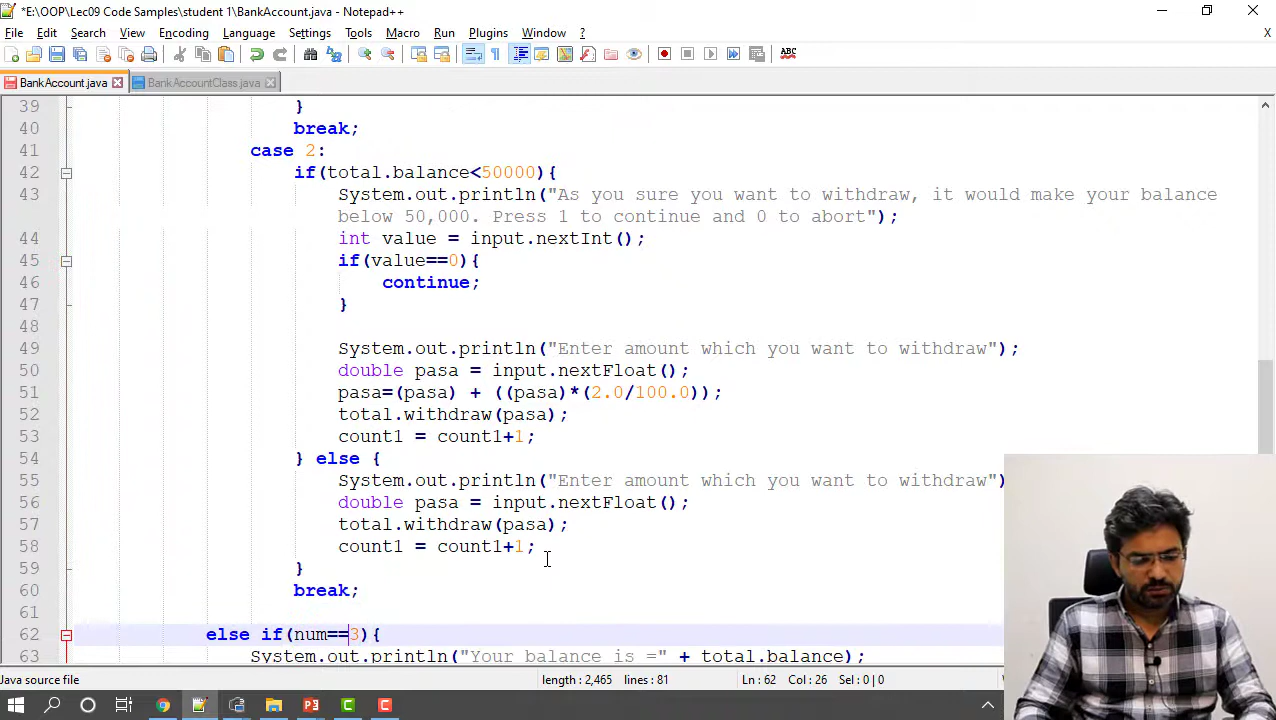 *E:\OOP\Lec09 Code Samples\student 1\BankAccount.java - Notepad++
File Edit Search View Encoding Language Settings Tools Macro Run Plugins Window ? X
BankAccount.java BankAccountClass.java
39 }
40 break;
41 case 2:
42 if(total.balance<50000){
43 System.out.println("As you sure you want to withdraw, it would make your balance
below 50,000. Press 1 to continue and 0 to abort");
44 int value = input.nextInt();
45 if(value==0){
46 continue;
47 }
48
49 System.out.println("Enter amount which you want to withdraw");
50 double pasa = input.nextFloat();
51 pasa=(pasa) + ((pasa)*(2.0/100.0));
52 total.withdraw(pasa);
53 count1 = count1+1;
54 } else {
55 System.out.println("Enter amount which you want to withdraw")
56 double pasa = input.nextFloat();
57 total.withdraw(pasa);
58 count1 = count1+1;
59 }
60 break;
61
62 else if(num==3){
63 System.out.println("Your balance is =" + total.balance);
Java source file length : 2,465 lines : 81 Ln : 62 Col : 26 Sel : 0 | 0